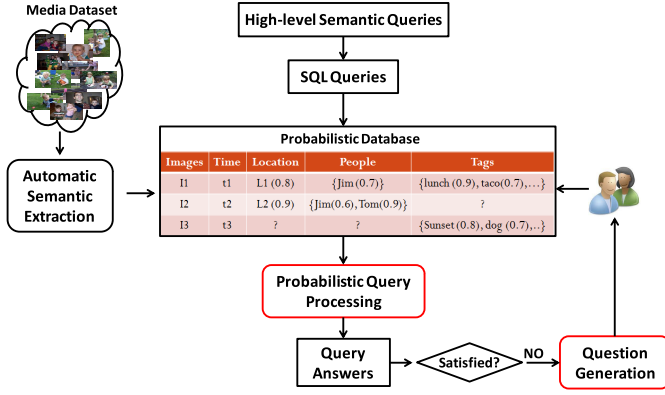 Media Dataset
High-level Semantic Queries
SQL Queries
Probabilistic Database
Images Time Location People Tags
I1 t1 L1 (0.8) {Jim (0.7)} {lunch (0.9), taco(0.7),...}
I2 t2 L2 (0.9) {Jim(0.6),Tom(0.9)} ?
I3 t3 ? ? {Sunset (0.8), dog (0.7),..}
Automatic
Semantic
Extraction
Probabilistic Query
Processing
Query
Answers
Satisfied?
NO
Question
Generation